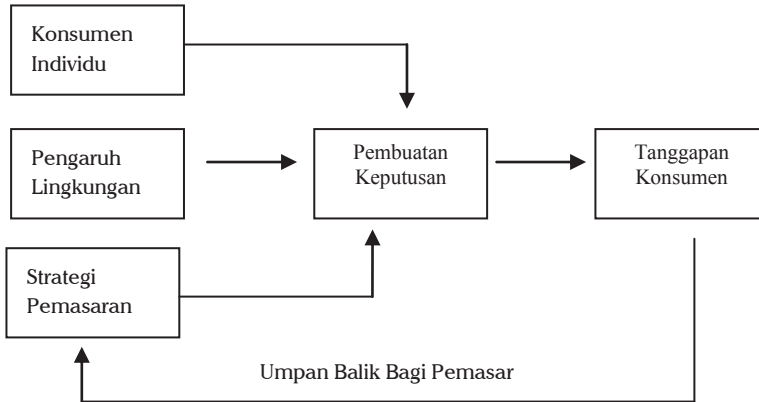 Konsumen
Individu
Pengaruh
Lingkungan
Pembuatan
Keputusan
Tanggapan
Konsumen
Strategi
Pemasaran
Umpan Balik Bagi Pemasar